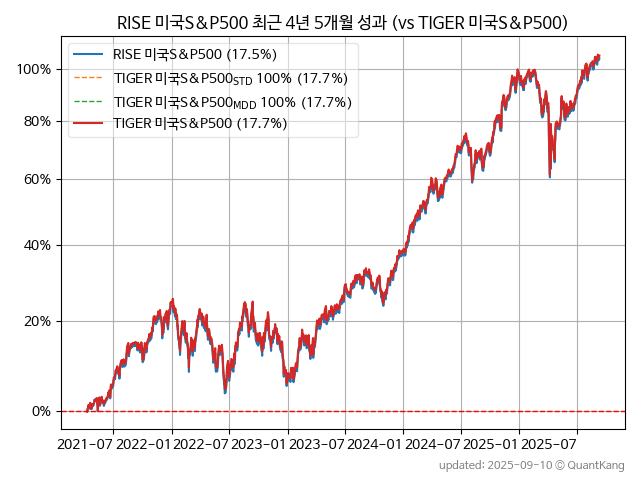 RISE 미국S&P500 최근 4년 5개월 성과 (vs TIGER 미국S&P500)
RISE 미국S&P500 (17.5%)
TIGER 미국S&P500STD 100% (17.7%)
TIGER 미국S&P500MDD 100% (17.7%)
TIGER 미국S&P500 (17.7%)
100%
80%
60%
40%
20%
0%
2021-07 2022-01 2022-07 2023-01 2023-07 2024-01 2024-07 2025-01 2025-07
updated: 2025-09-10 © QuantKang